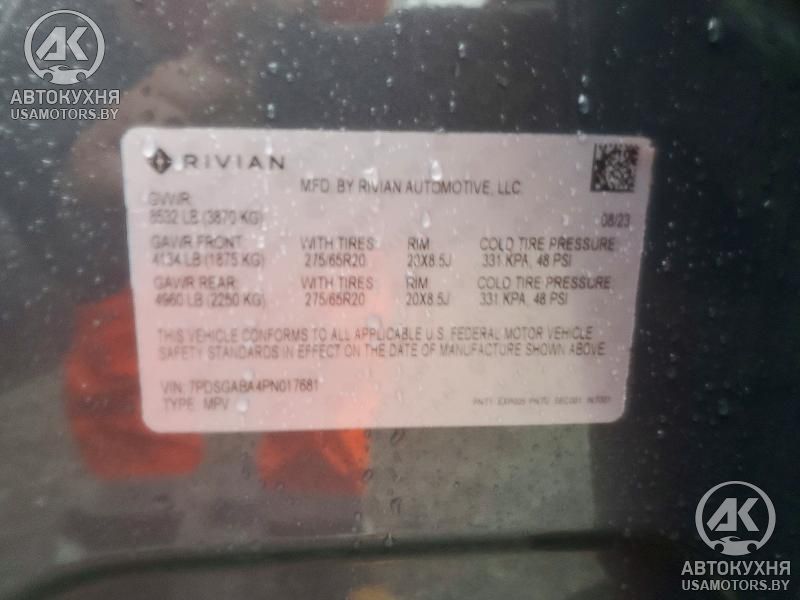 АВТОКУХНЯ
USAMOTORS.BY
RIVIAN
MFD. BY RIVIAN AUTOMOTIVE, LLC
GVWR:
8532 LB (3870 KG) 08/23
GAWR FRONT: WITH TIRES: RIM: COLD TIRE PRESSURE:
4134 LB (1875 KG) 275/65R20 20X8.5J 331 KPA, 48 PSI
GAWR REAR: WITH TIRES: RIM: COLD TIRE PRESSURE:
4960 LB (2250 KG) 275/65R20 20X8.5J 331 KPA, 48 PSI
THIS VEHICLE CONFORMS TO ALL APPLICABLE U.S. FEDERAL MOTOR VEHICLE
SAFETY STANDARDS IN EFFECT ON THE DATE OF MANUFACTURE SHOWN ABOVE.
VIN: 7PDSGABA4PN017681
TYPE: MPV
АВТОКУХНЯ
USAMOTORS.BY